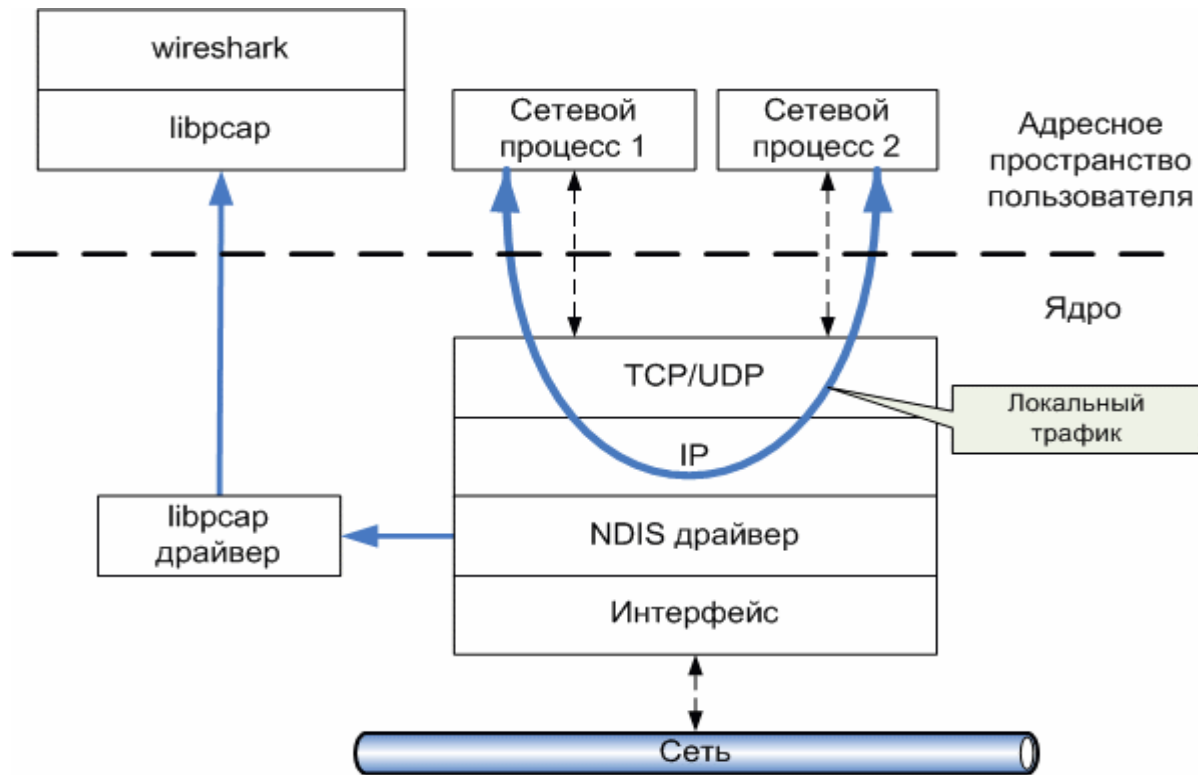 wireshark
libpcap
Сетевой
процесс 1
Сетевой
процесс 2
Адресное
пространство
пользователя
Ядро
TCP/UDP
Локальный
трафик
IP
libpcap
драйвер
NDIS драйвер
Интерфейс
Сеть